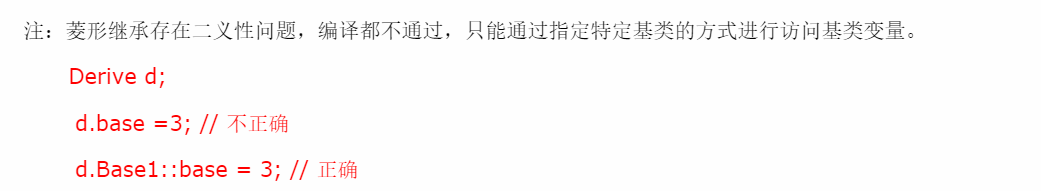 注：菱形继承存在二义性问题，编译都不通过，只能通过指定特定基类的方式进行访问基类变量。
Derive d;
d.base =3; // 不正确
d.Base1::base = 3; // 正确